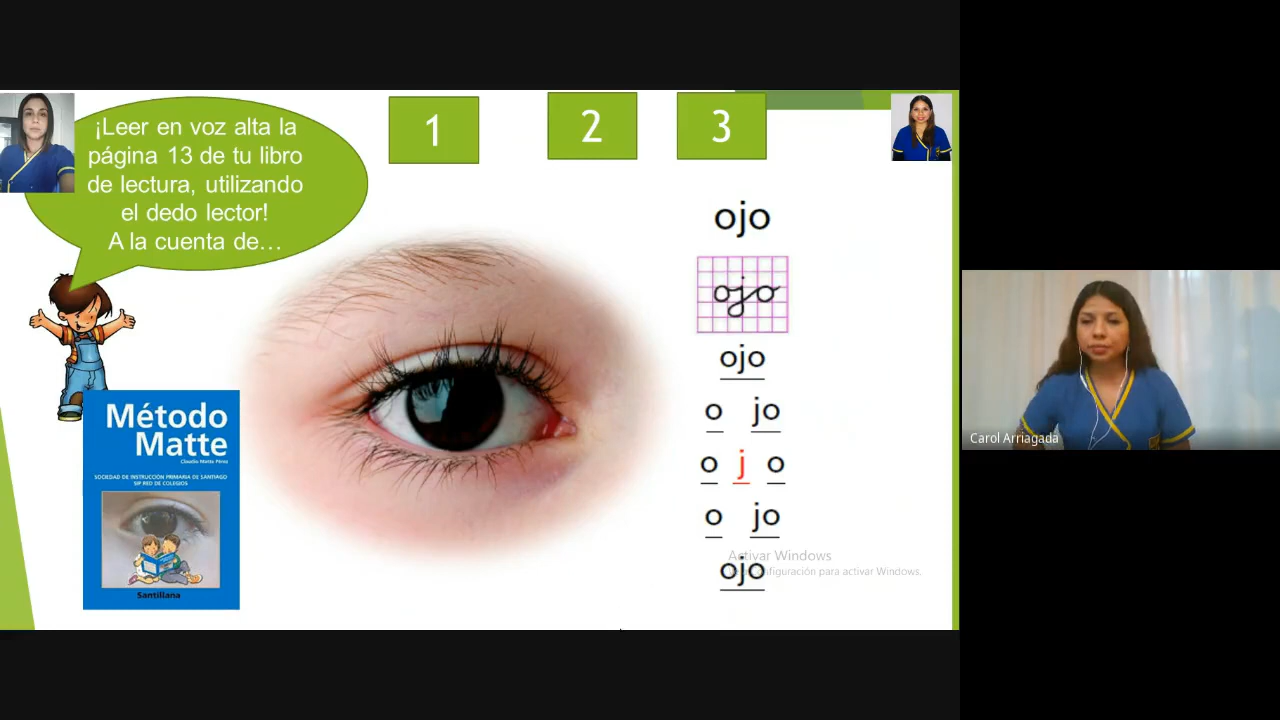 ¡Leer en voz alta la
página 13 de tu libro
de lectura, utilizando
el dedo lector!
A la cuenta de...
1 2 3
ojo
ojo
ojo
o jo
o j o
o jo
ojo
Método
Matte
Claudio Matte Pérez
SOCIEDAD DE INSTRUCCIÓN PRIMARIA DE SANTIAGO
SIP RED DE COLEGIOS
Santillana
Activar Windows
configuración para activar Windows.
Carol Arriagada